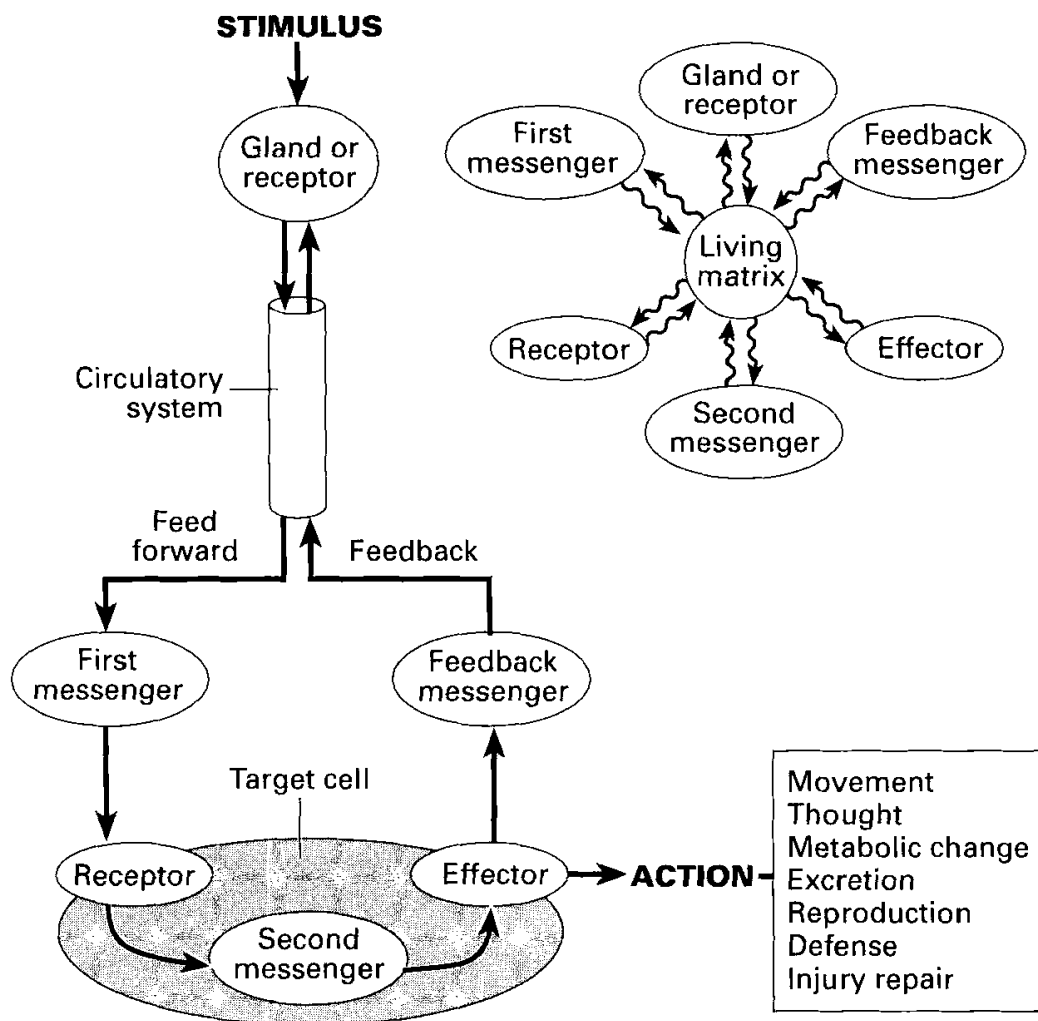 STIMULUS
Gland or
receptor
Circulatory
system
Feed
forward
Feedback
First
messenger
Feedback
messenger
Target cell
Receptor
Second
messenger
Effector
ACTION
Movement
Thought
Metabolic change
Excretion
Reproduction
Defense
Injury repair
Gland or
receptor
First
messenger
Feedback
messenger
Living
matrix
Receptor
Effector
Second
messenger